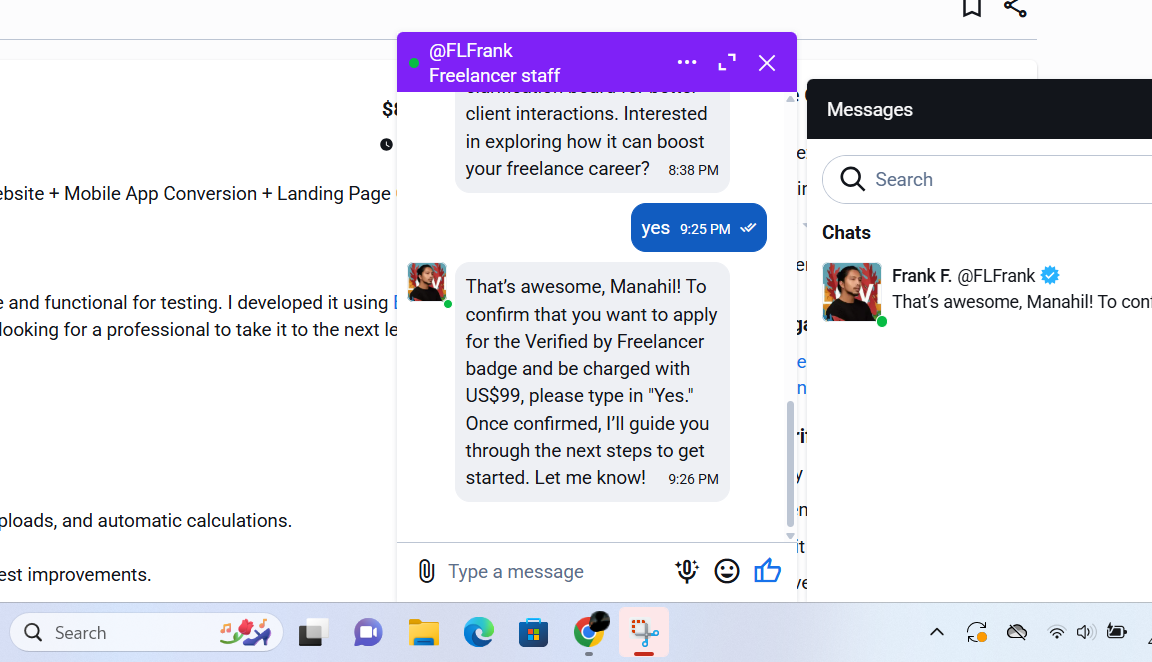 @FLFrank
Freelancer staff
client interactions. Interested
in exploring how it can boost
your freelance career? 8:38 PM
yes 9:25 PM
That’s awesome, Manahil! To
confirm that you want to apply
for the Verified by Freelancer
badge and be charged with
US$99, please type in "Yes."
Once confirmed, I’ll guide you
through the next steps to get
started. Let me know! 9:26 PM
Type a message
Messages
Search
Chats
Frank F. @FLFrank
That’s awesome, Manahil! To con
ebsite + Mobile App Conversion + Landing Page
e and functional for testing. I developed it using
looking for a professional to take it to the next le
ploads, and automatic calculations.
est improvements.
Search